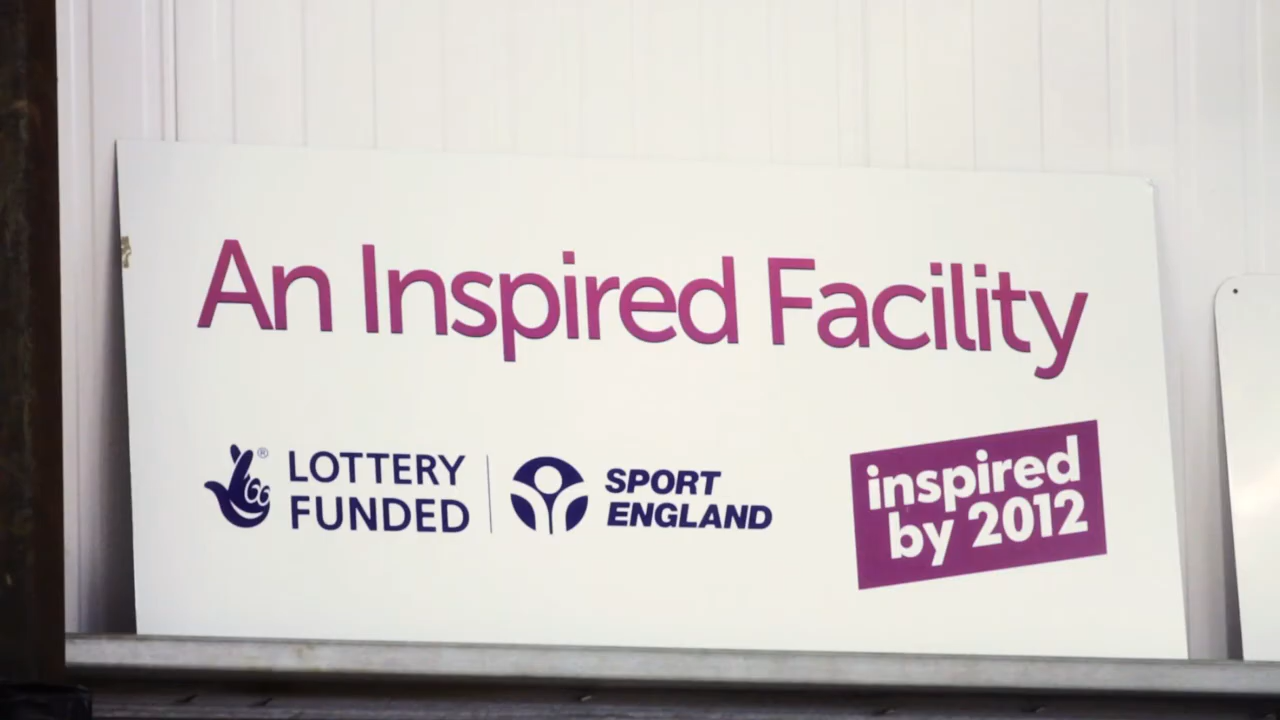 An Inspired Facility
®
LOTTERY
FUNDED
SPORT
ENGLAND
inspired
by 2012